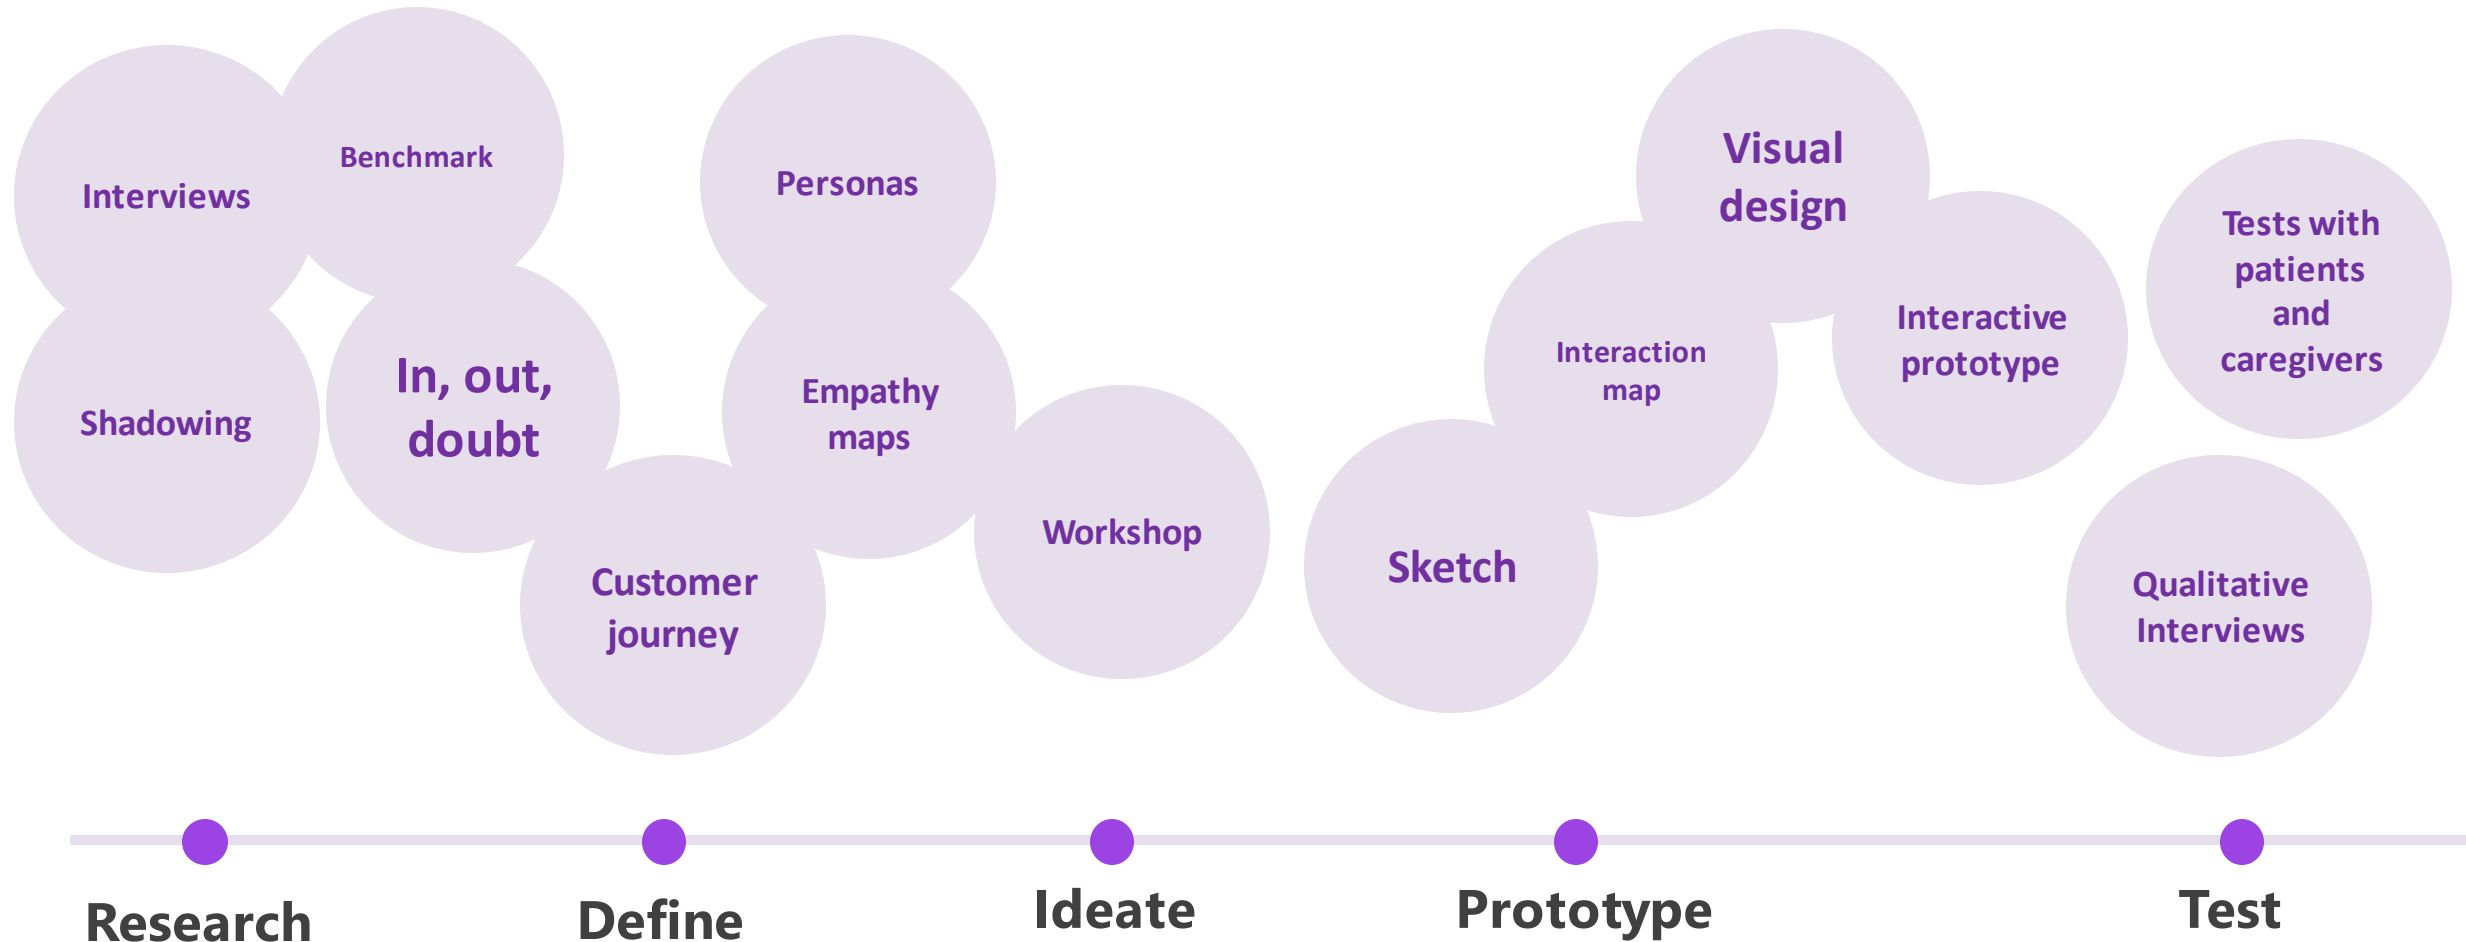 Interviews
Benchmark
Shadowing
In, out,
doubt
Customer
journey
Personas
Empathy
maps
Workshop
Sketch
Interaction
map
Visual
design
Interactive
prototype
Tests with
patients
and
caregivers
Qualitative
Interviews
Research
Define
Ideate
Prototype
Test